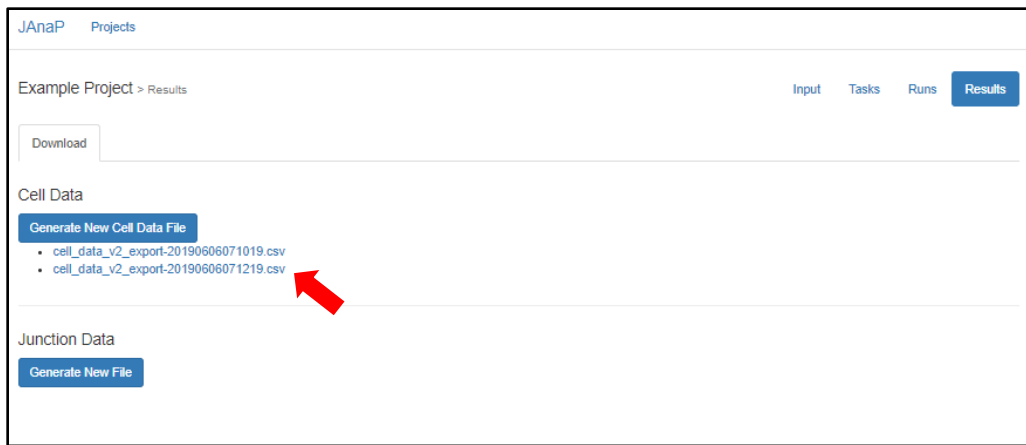 JAnaP Projects
Example Project > Results Input Tasks Runs Results
Download
Cell Data
Generate New Cell Data File
• cell_data_v2_export-20190606071019.csv
• cell_data_v2_export-20190606071219.csv
Junction Data
Generate New File